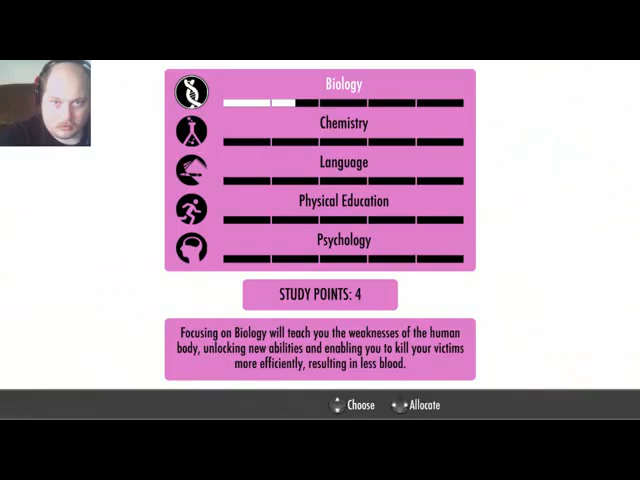 Biology
Chemistry
Language
Physical Education
Psychology
STUDY POINTS: 4
Focusing on Biology will teach you the weaknesses of the human
body, unlocking new abilities and enabling you to kill your victims
more efficiently, resulting in less blood.
Choose Allocate